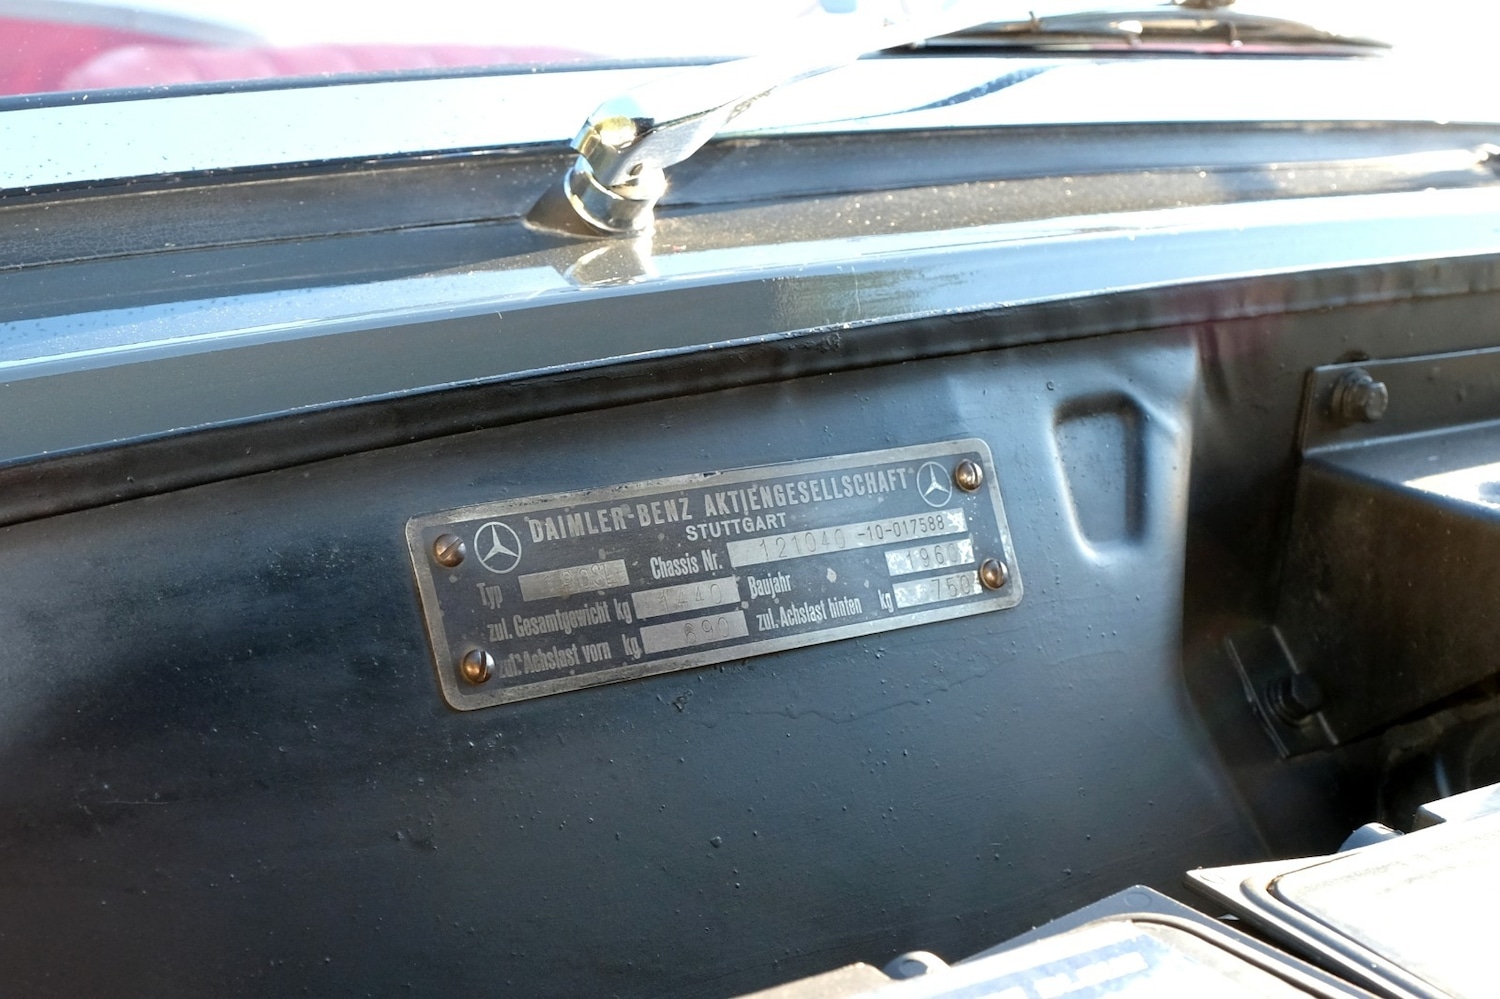 DAIMLER-BENZ AKTIENGESELLSCHAFT
STUTTGART
Typ Chassis Nr. 121040 -10-017588
zul. Gesamtgewicht kg 1440 Baujahr 1960
zul. Achslast vorn kg 690 zul. Achslast hinten kg 750